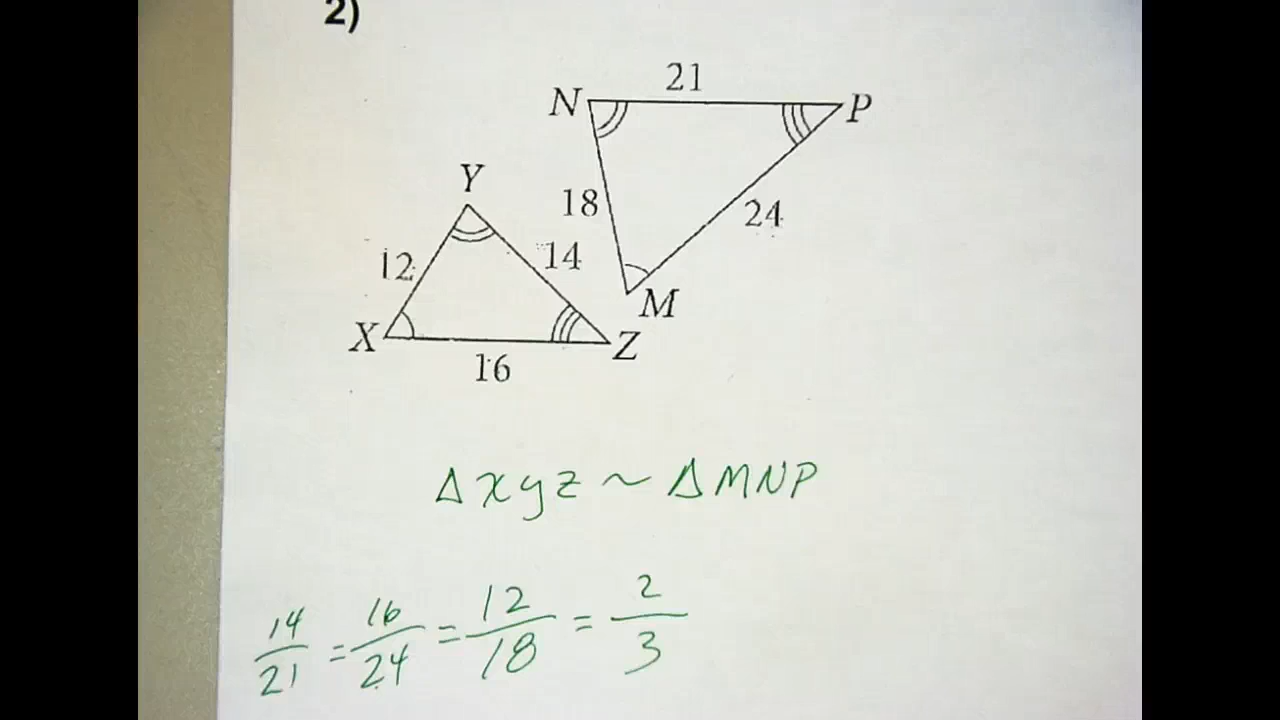 2)
21
N
P
Y
18
24
12
14
M
X
Z
16
Δxyz ~ ΔMNP
14/21 = 16/24 = 12/18 = 2/3